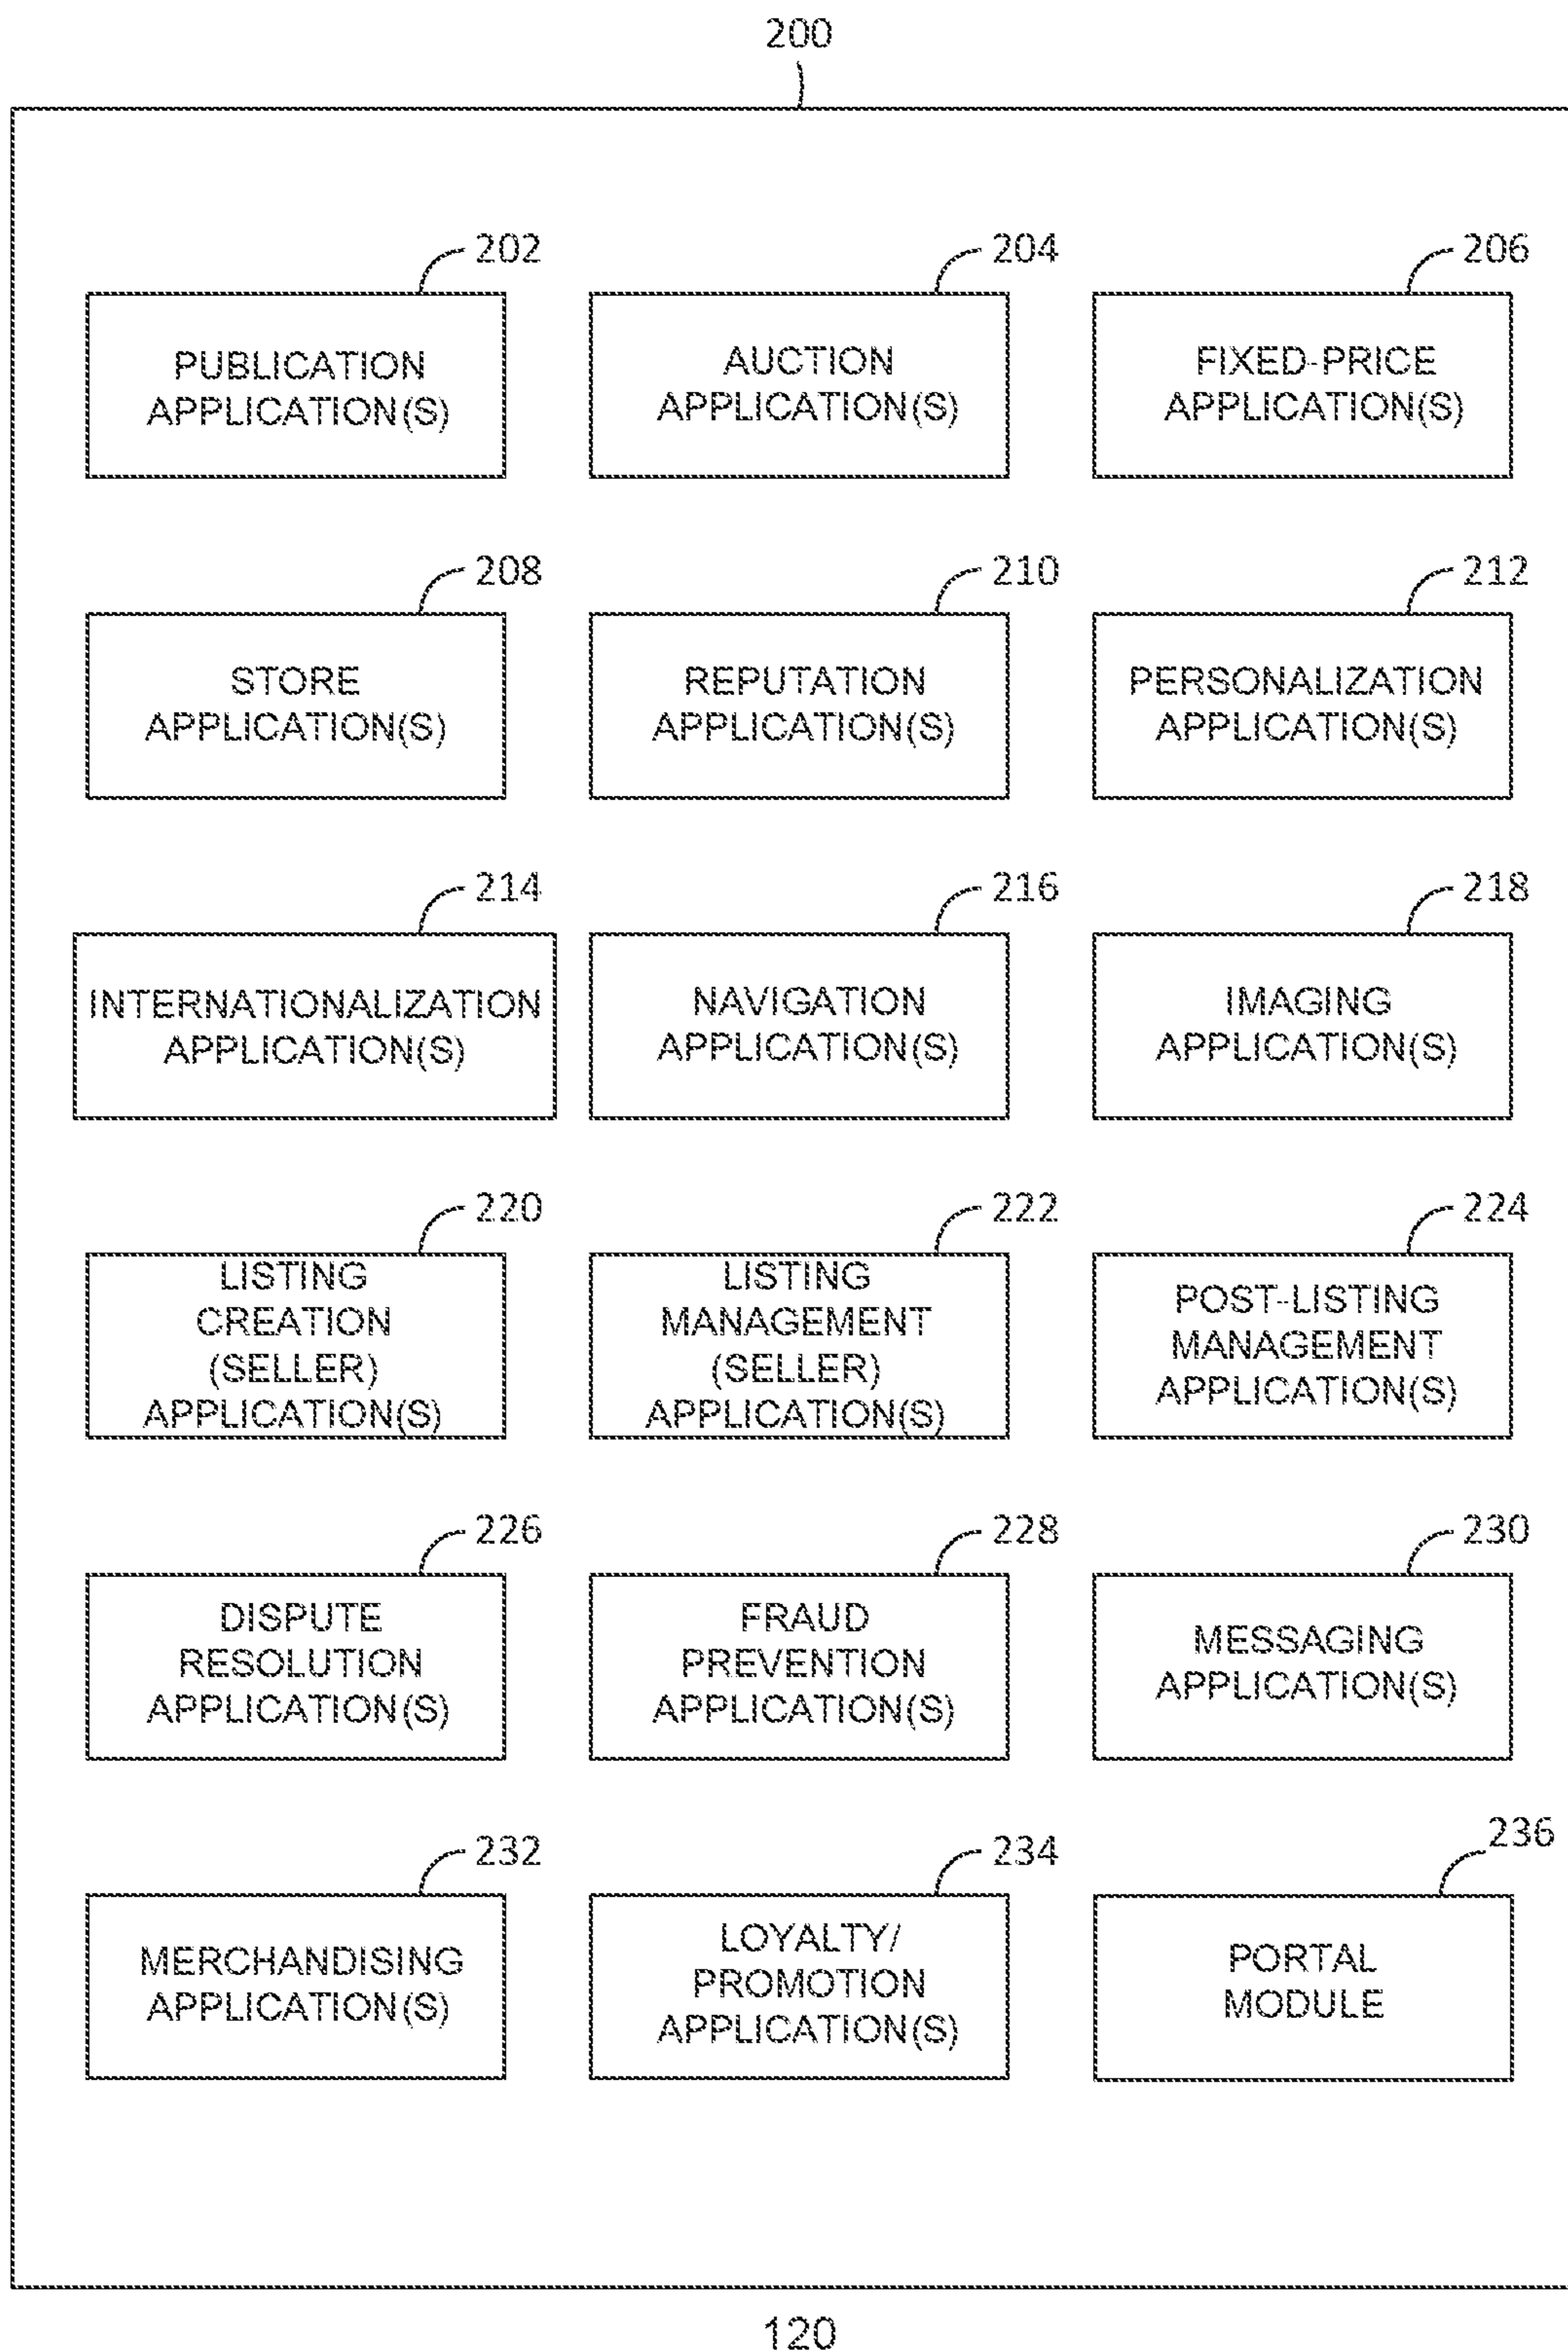 200
202
PUBLICATION
APPLICATION(S)
204
AUCTION
APPLICATION(S)
206
FIXED-PRICE
APPLICATION(S)
208
STORE
APPLICATION(S)
210
REPUTATION
APPLICATION(S)
212
PERSONALIZATION
APPLICATION(S)
214
INTERNATIONALIZATION
APPLICATION(S)
216
NAVIGATION
APPLICATION(S)
218
IMAGING
APPLICATION(S)
220
LISTING
CREATION
(SELLER)
APPLICATION(S)
222
LISTING
MANAGEMENT
(SELLER)
APPLICATION(S)
224
POST-LISTING
MANAGEMENT
APPLICATION(S)
226
DISPUTE
RESOLUTION
APPLICATION(S)
228
FRAUD
PREVENTION
APPLICATION(S)
230
MESSAGING
APPLICATION(S)
232
MERCHANDISING
APPLICATION(S)
234
LOYALTY/
PROMOTION
APPLICATION(S)
236
PORTAL
MODULE
120